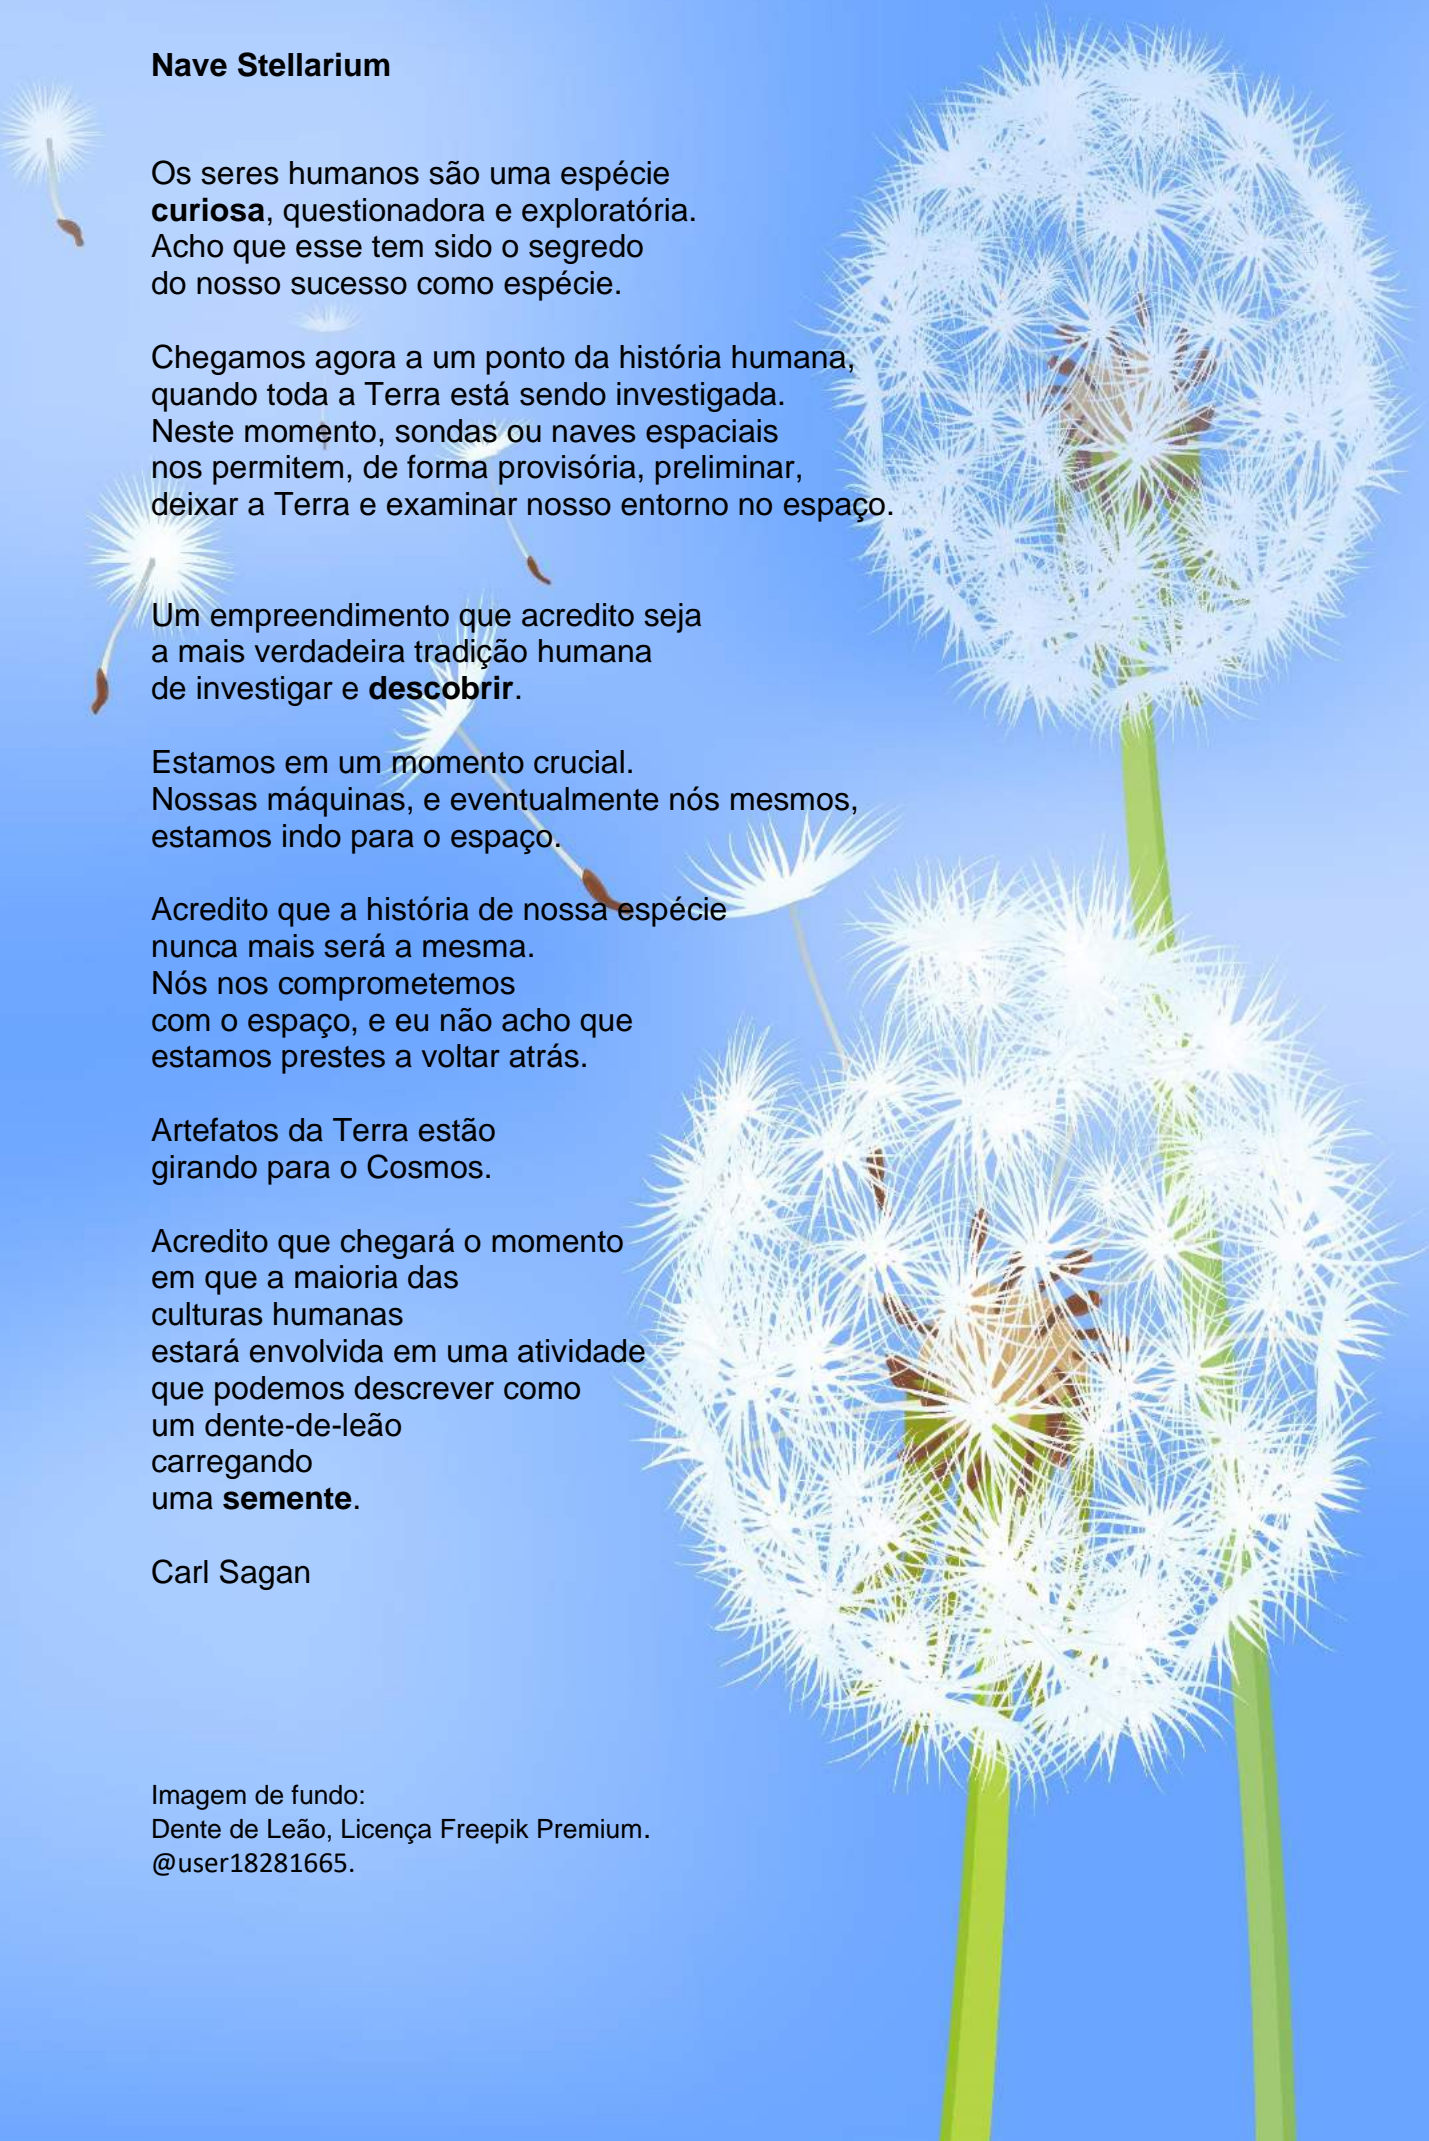 Nave Stellarium
Os seres humanos são uma espécie
curiosa, questionadora e exploratória.
Acho que esse tem sido o segredo
do nosso sucesso como espécie.
Chegamos agora a um ponto da história humana,
quando toda a Terra está sendo investigada.
Neste momento, sondas ou naves espaciais
nos permitem, de forma provisória, preliminar,
deixar a Terra e examinar nosso entorno no espaço.
Um empreendimento que acredito seja
a mais verdadeira tradição humana
de investigar e descobrir.
Estamos em um momento crucial.
Nossas máquinas, e eventualmente nós mesmos,
estamos indo para o espaço.
Acredito que a história de nossa espécie
nunca mais será a mesma.
Nós nos comprometemos
com o espaço, e eu não acho que
estamos prestes a voltar atrás.
Artefatos da Terra estão
girando para o Cosmos.
Acredito que chegará o momento
em que a maioria das
culturas humanas
estará envolvida em uma atividade
que podemos descrever como
um dente-de-leão
carregando
uma semente.
Carl Sagan
Imagem de fundo:
Dente de Leão, Licença Freepik Premium.
@user18281665.